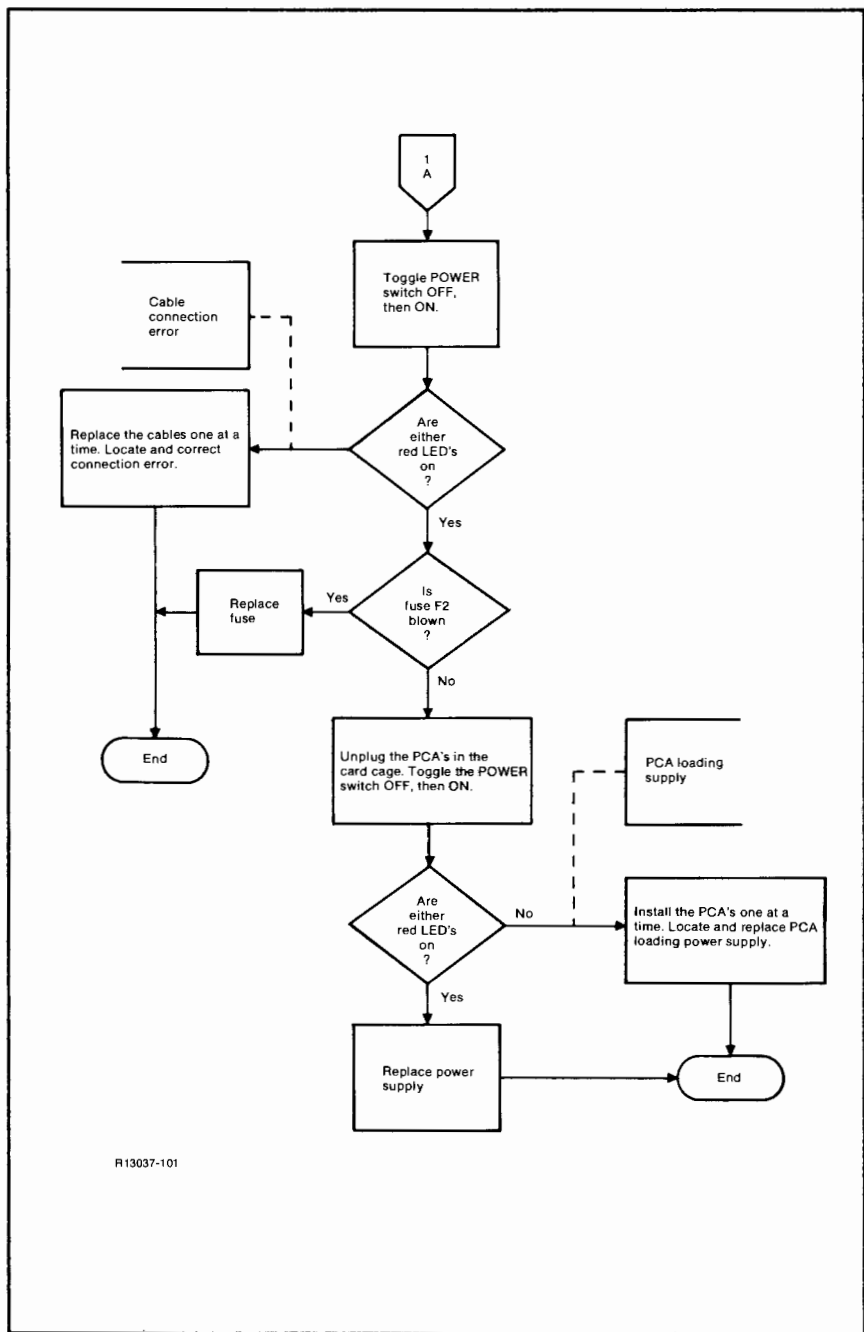 1
A
Toggle POWER
switch OFF,
then ON.
Cable
connection
error
Are
either
red LED's
on
?
Replace the cables one at a
time. Locate and correct
connection error.
Yes
Is
fuse F2
blown
?
Yes
Replace
fuse
No
End
Unplug the PCA's in the
card cage. Toggle the POWER
switch OFF, then ON.
PCA loading
supply
Are
either
red LED's
on
?
No
Install the PCA's one at a
time. Locate and replace PCA
loading power supply.
Yes
Replace power
supply
End
R13037-101